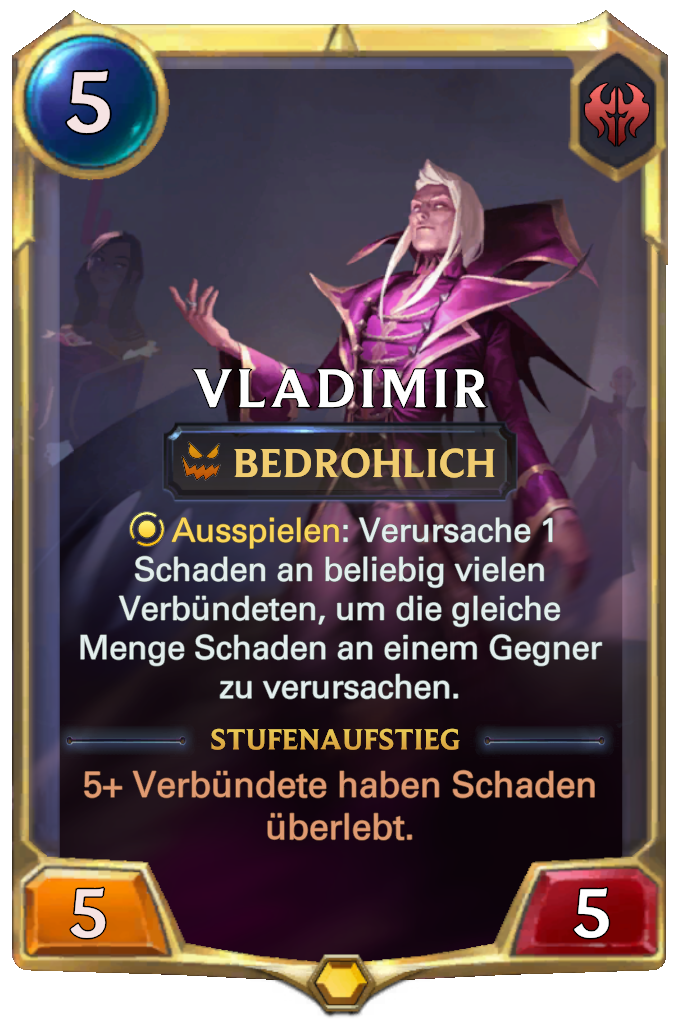 5
VLADIMIR
BEDROHLICH
Ausspielen: Verursache 1
Schaden an beliebig vielen
Verbündeten, um die gleiche
Menge Schaden an einem Gegner
zu verursachen.
STUFENAUFSTIEG
5+ Verbündete haben Schaden
überlebt.
5 5